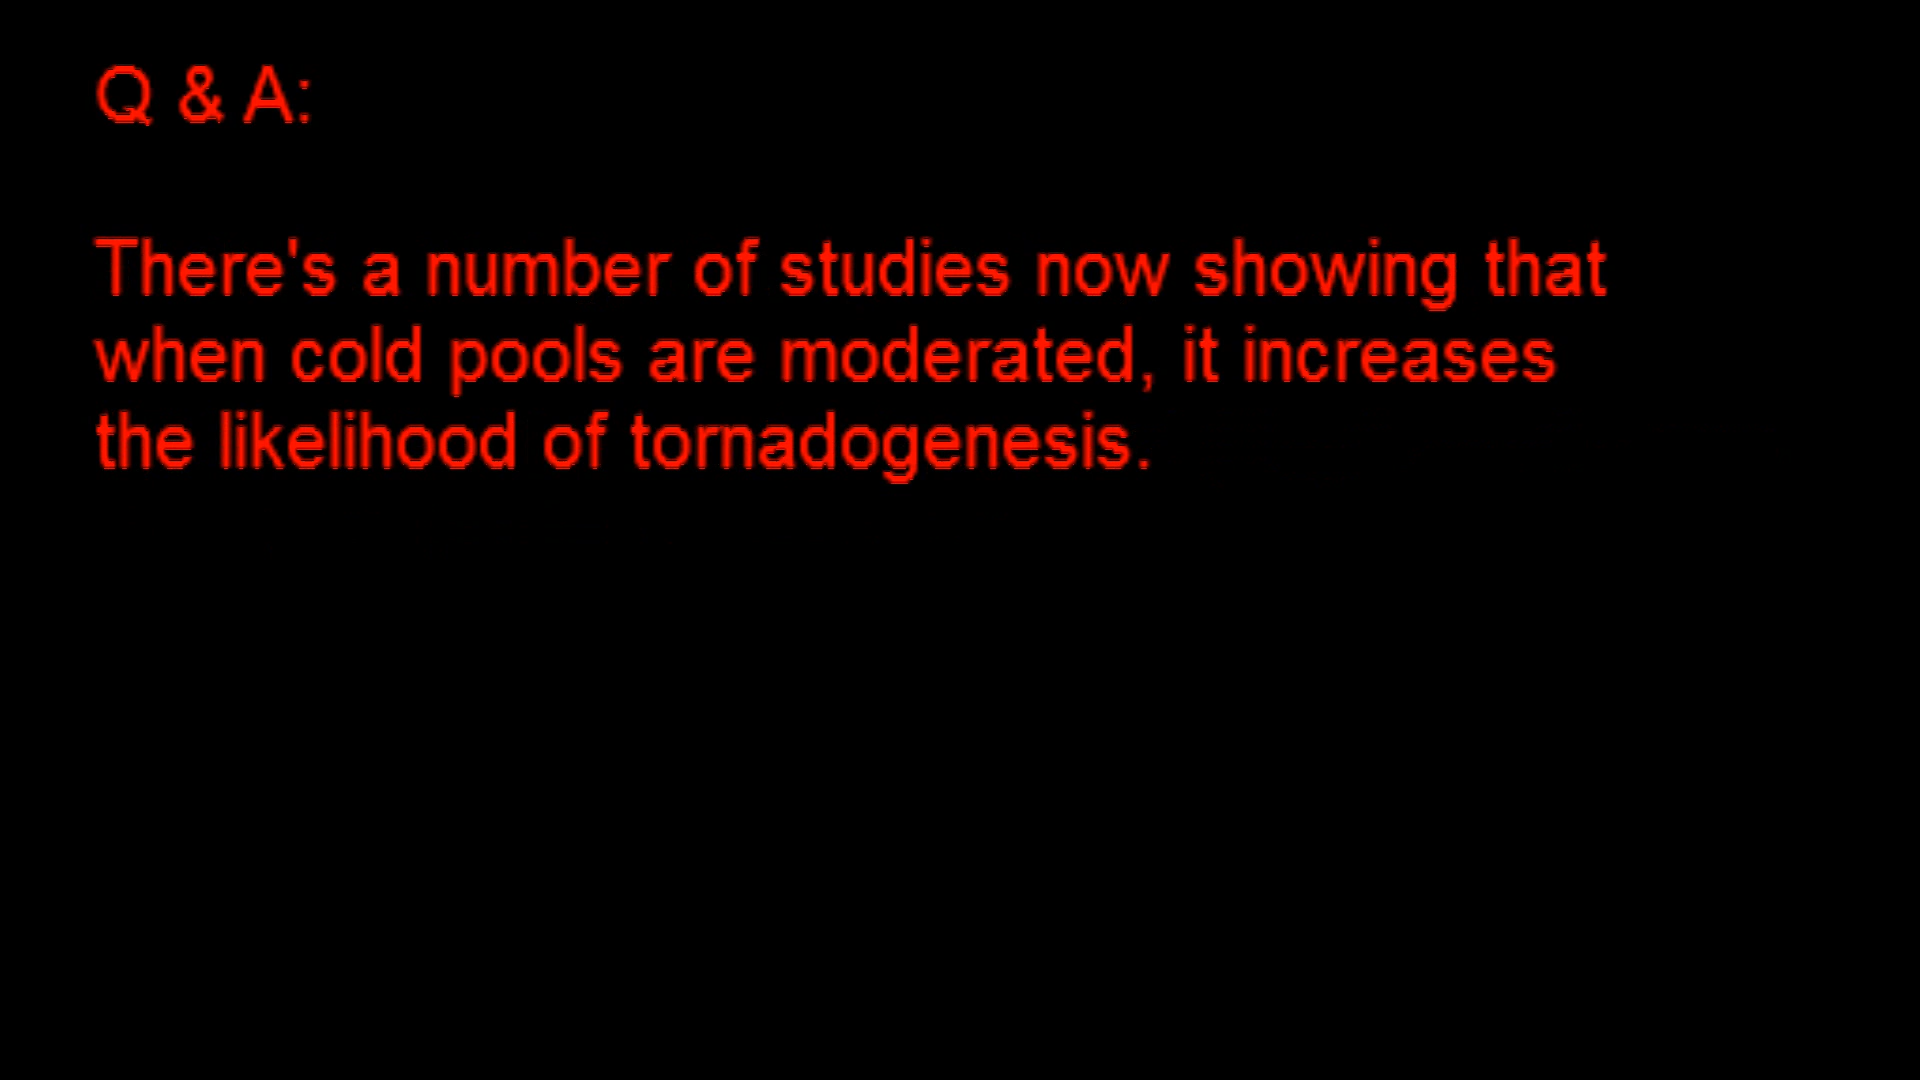 Q & A:
There's a number of studies now showing that
when cold pools are moderated, it increases
the likelihood of tornadogenesis.